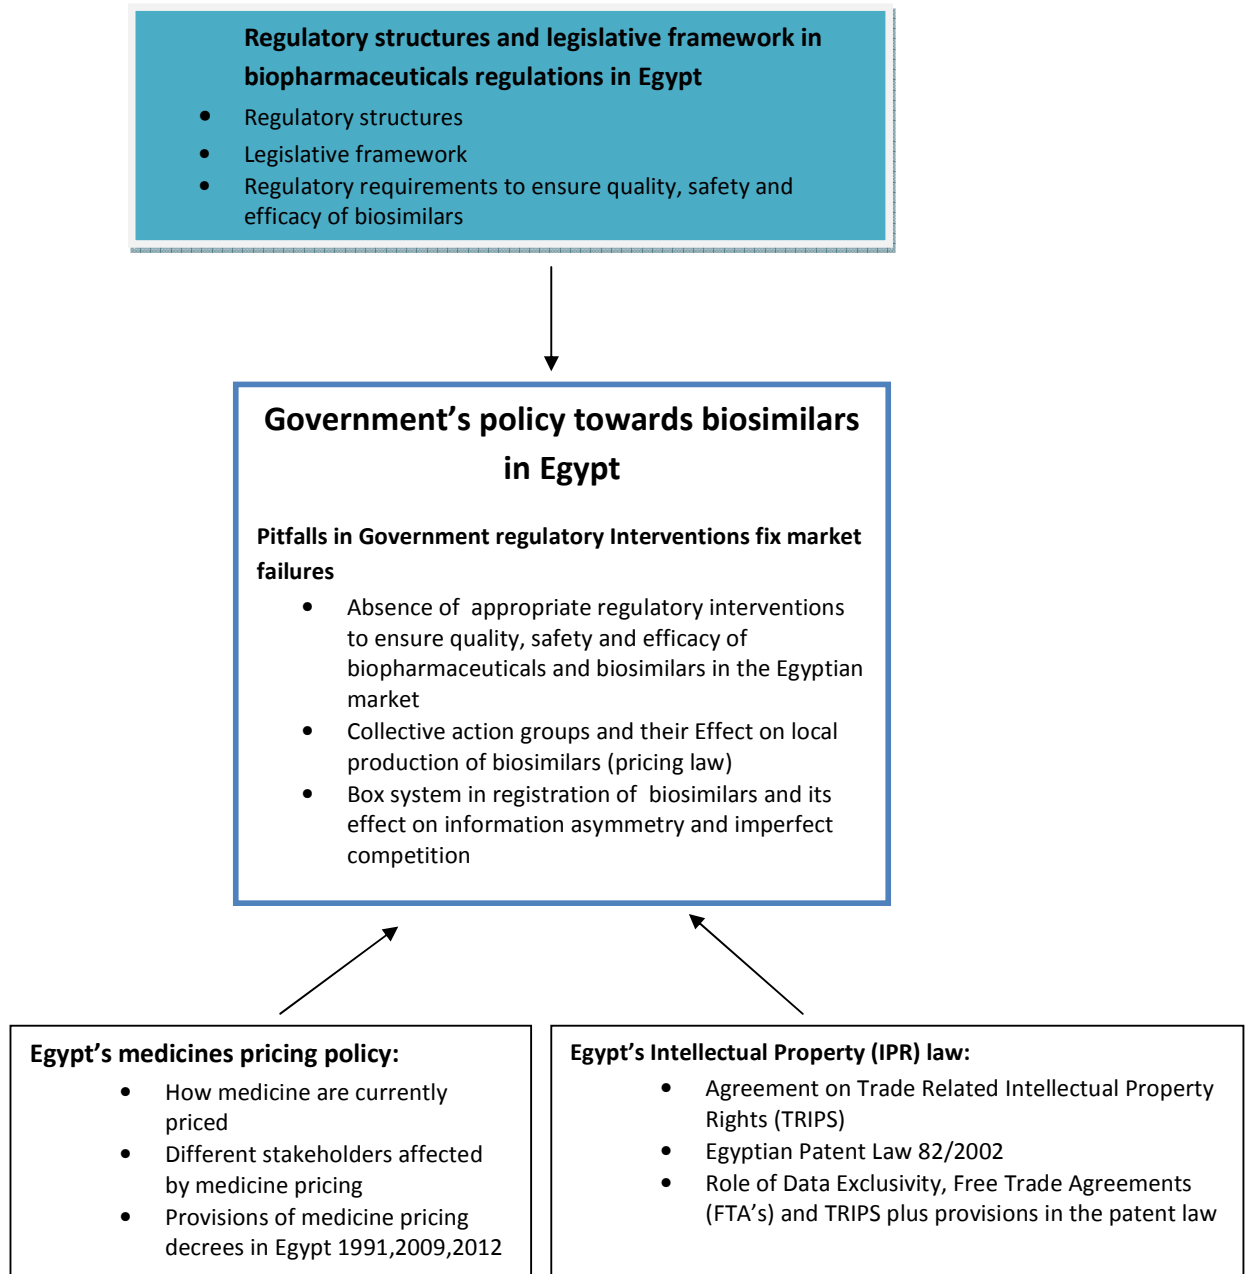 Regulatory structures and legislative framework in
biopharmaceuticals regulations in Egypt
• Regulatory structures
• Legislative framework
• Regulatory requirements to ensure quality, safety and
efficacy of biosimilars
Government’s policy towards biosimilars
in Egypt
Pitfalls in Government regulatory Interventions fix market
failures
• Absence of appropriate regulatory interventions
to ensure quality, safety and efficacy of
biopharmaceuticals and biosimilars in the Egyptian
market
• Collective action groups and their Effect on local
production of biosimilars (pricing law)
• Box system in registration of biosimilars and its
effect on information asymmetry and imperfect
competition
Egypt’s medicines pricing policy:
• How medicine are currently
priced
• Different stakeholders affected
by medicine pricing
• Provisions of medicine pricing
decrees in Egypt 1991,2009,2012
Egypt’s Intellectual Property (IPR) law:
• Agreement on Trade Related Intellectual Property
Rights (TRIPS)
• Egyptian Patent Law 82/2002
• Role of Data Exclusivity, Free Trade Agreements
(FTA’s) and TRIPS plus provisions in the patent law